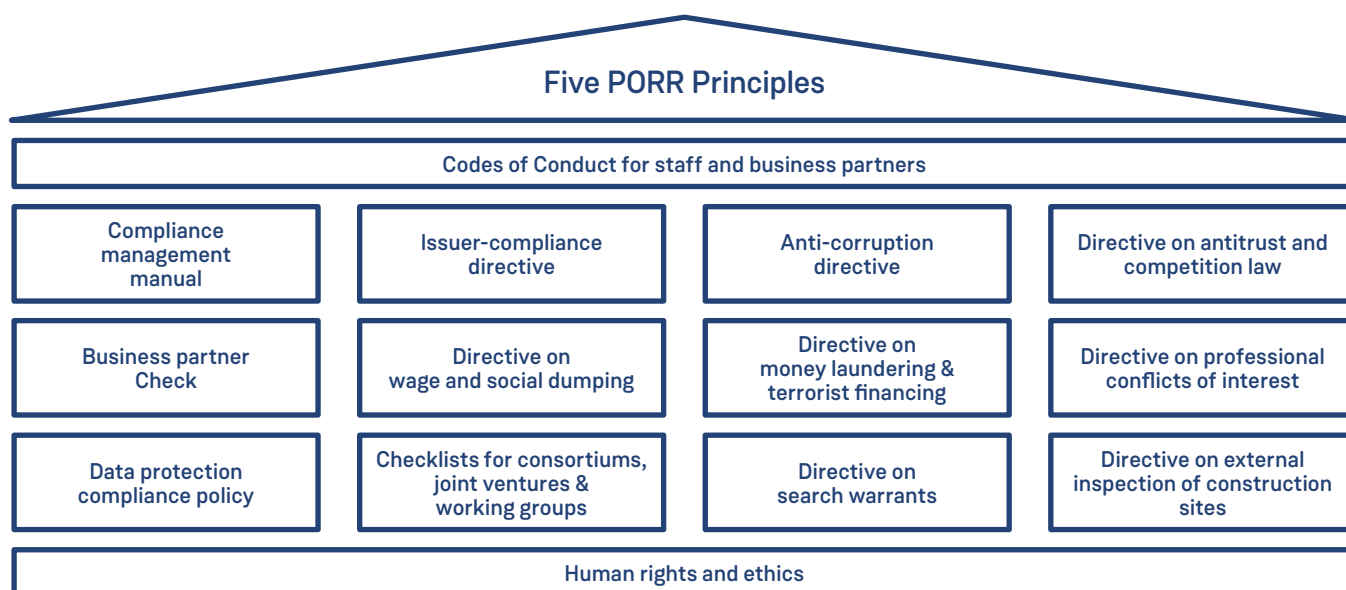 Five PORR Principles
Codes of Conduct for staff and business partners
Compliance
management
manual
Issuer-compliance
directive
Anti-corruption
directive
Directive on antitrust and
competition law
Business partner
Check
Directive on
wage and social dumping
Directive on
money laundering &
terrorist financing
Directive on professional
conflicts of interest
Data protection
compliance policy
Checklists for consortiums,
joint ventures &
working groups
Directive on
search warrants
Directive on external
inspection of construction
sites
Human rights and ethics